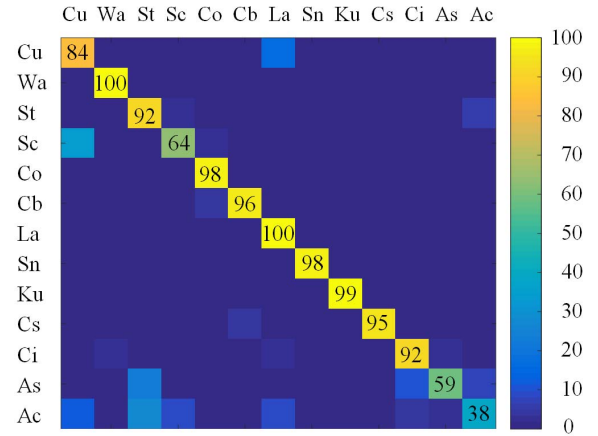 Cu Wa St Sc Co Cb La Sn Ku Cs Ci As Ac
Cu 84
Wa 100
St 92
Sc 64
Co 98
Cb 96
La 100
Sn 98
Ku 99
Cs 95
Ci 92
As 59
Ac 38
100
90
80
70
60
50
40
30
20
10
0